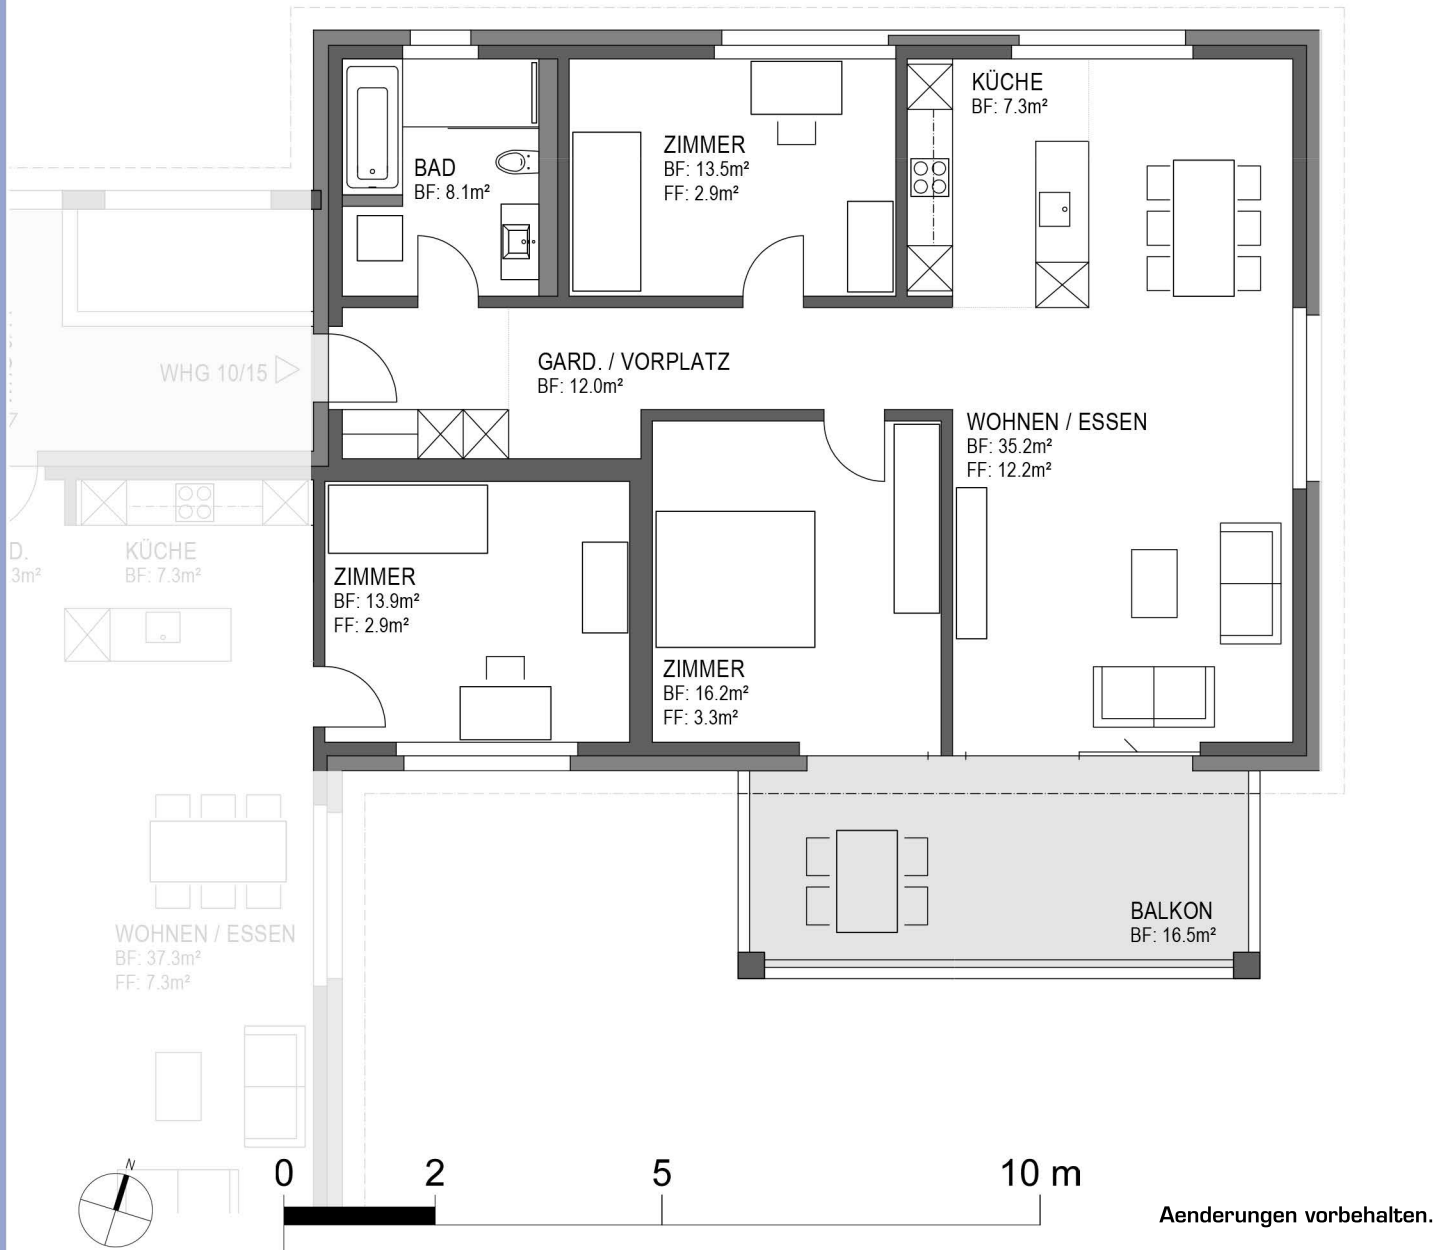 KÜCHE
BF: 7.3m²
ZIMMER
BF: 13.5m²
FF: 2.9m²
BAD
BF: 8.1m²
WHG 10/15
GARD. / VORPLATZ
BF: 12.0m²
WOHNEN / ESSEN
BF: 35.2m²
FF: 12.2m²
D.
3m²
KÜCHE
BF: 7.3m²
ZIMMER
BF: 13.9m²
FF: 2.9m²
ZIMMER
BF: 16.2m²
FF: 3.3m²
BALKON
BF: 16.5m²
WOHNEN / ESSEN
BF: 37.3m²
FF: 7.3m²
N
0 2 5 10 m
Aenderungen vorbehalten.